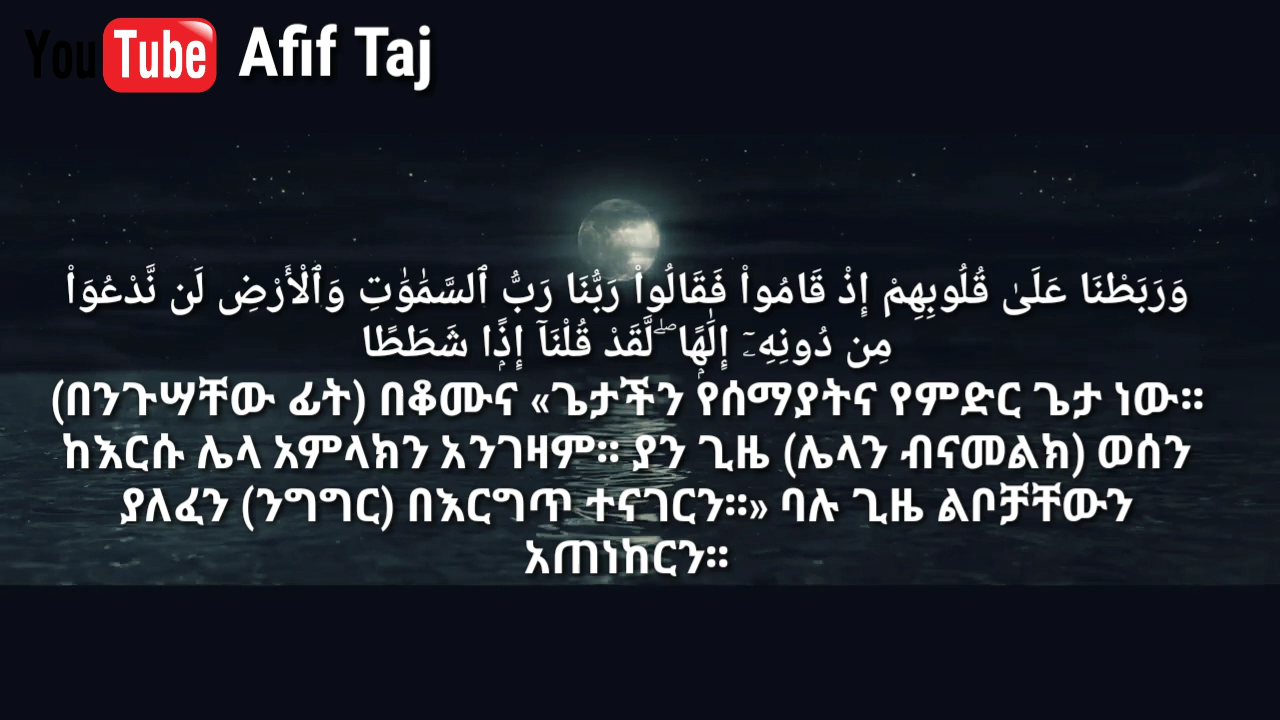 YouTube Afif Taj
وَرَبَطْنَا عَلَىٰ قُلُوبِهِمْ إِذْ قَامُوا۟ فَقَالُوا۟ رَبُّنَا رَبُّ ٱلسَّمَٰوَٰتِ وَٱلْأَرْضِ لَن نَّدْعُوَا۟
مِن دُونِهِۦٓ إِلَٰهًۭا ۖ لَّقَدْ قُلْنَآ إِذًۭا شَطَطًا
(በንጉሣቸው ፊት) በቆሙና «ጌታችን የሰማያትና የምድር ጌታ ነው፡፡
ከእርሱ ሌላ አምላክን አንገዛም፡፡ ያን ጊዜ (ሌላን ብናመልክ) ወሰን
ያለፈን (ንግግር) በእርግጥ ተናገርን፡፡» ባሉ ጊዜ ልቦቻቸውን
አጠነከርን፡፡